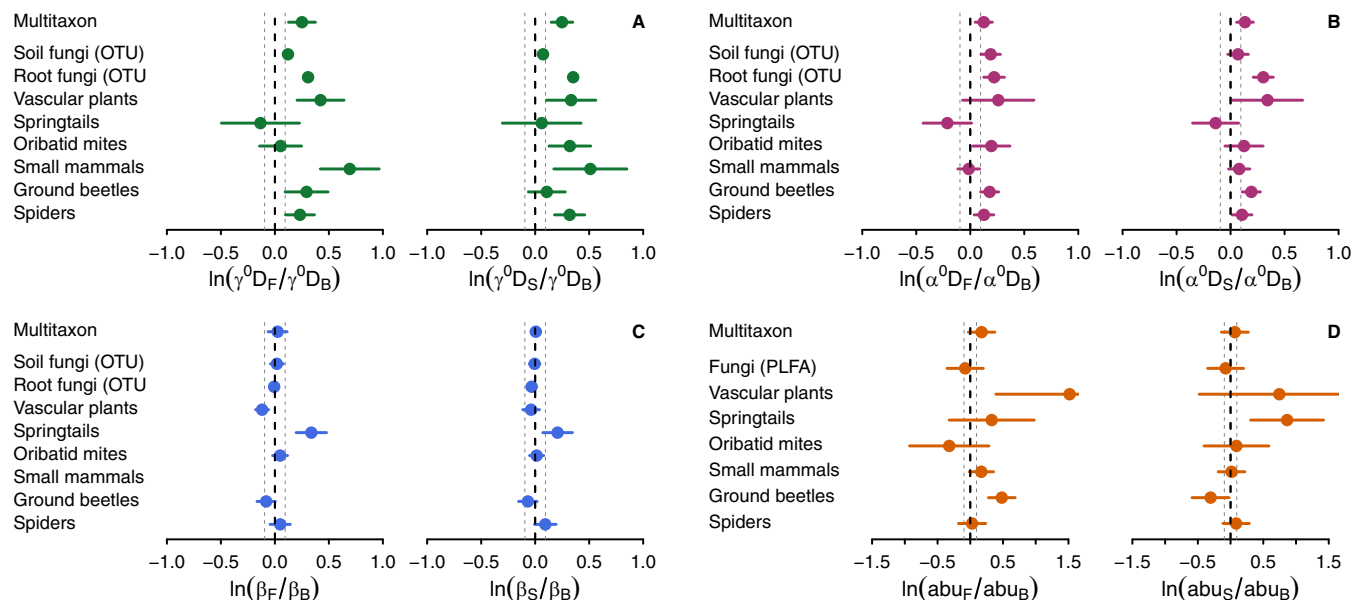 Multitaxon
Soil fungi (OTU)
Root fungi (OTU
Vascular plants
Springtails
Oribatid mites
Small mammals
Ground beetles
Spiders
A
−1.0 −0.5 0.0 0.5 1.0
ln(γ⁰D_F/γ⁰D_B)
−1.0 −0.5 0.0 0.5 1.0
ln(γ⁰D_S/γ⁰D_B)
Multitaxon
Soil fungi (OTU)
Root fungi (OTU
Vascular plants
Springtails
Oribatid mites
Small mammals
Ground beetles
Spiders
B
−1.0 −0.5 0.0 0.5 1.0
ln(α⁰D_F/α⁰D_B)
−1.0 −0.5 0.0 0.5 1.0
ln(α⁰D_S/α⁰D_B)
Multitaxon
Soil fungi (OTU)
Root fungi (OTU
Vascular plants
Springtails
Oribatid mites
Small mammals
Ground beetles
Spiders
C
−1.0 −0.5 0.0 0.5 1.0
ln(β_F/β_B)
−1.0 −0.5 0.0 0.5 1.0
ln(β_S/β_B)
Multitaxon
Fungi (PLFA)
Vascular plants
Springtails
Oribatid mites
Small mammals
Ground beetles
Spiders
D
−1.5 −0.5 0.5 1.5
ln(abu_F/abu_B)
−1.5 −0.5 0.5 1.5
ln(abu_S/abu_B)